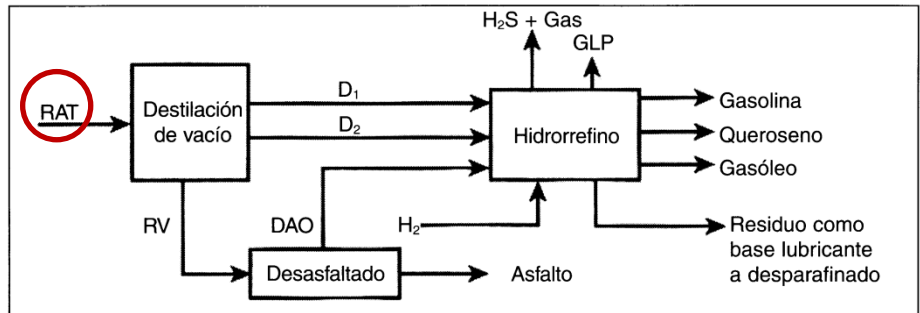 H₂S + Gas
GLP
RAT
Destilación
de vacío
D₁
D₂
Hidrorrefino
Gasolina
Queroseno
Gasóleo
RV
DAO
H₂
Residuo como
base lubricante
a desparafinado
Desasfaltado
Asfalto